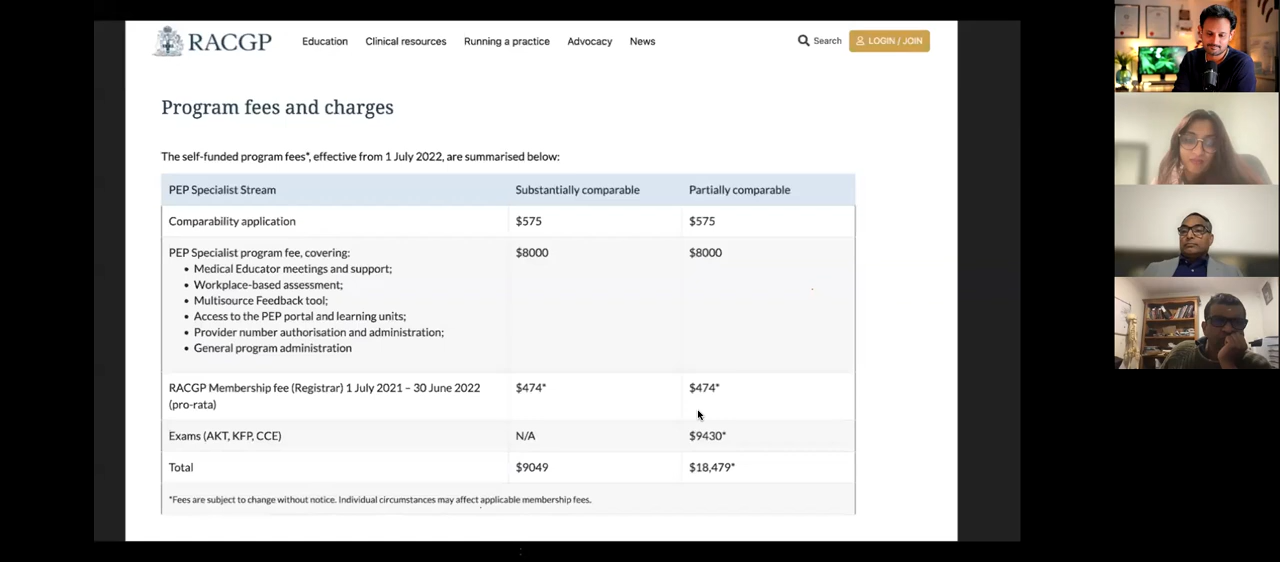 RACGP
Education Clinical resources Running a practice Advocacy News
Search LOGIN / JOIN
Program fees and charges
The self-funded program fees*, effective from 1 July 2022, are summarised below:
PEP Specialist Stream Substantially comparable Partially comparable
Comparability application $575 $575
PEP Specialist program fee, covering: $8000 $8000
• Medical Educator meetings and support;
• Workplace-based assessment;
• Multisource Feedback tool;
• Access to the PEP portal and learning units;
• Provider number authorisation and administration;
• General program administration
RACGP Membership fee (Registrar) 1 July 2021 – 30 June 2022 $474* $474*
(pro-rata)
Exams (AKT, KFP, CCE) N/A $9430*
Total $9049 $18,479*
*Fees are subject to change without notice. Individual circumstances may affect applicable membership fees.